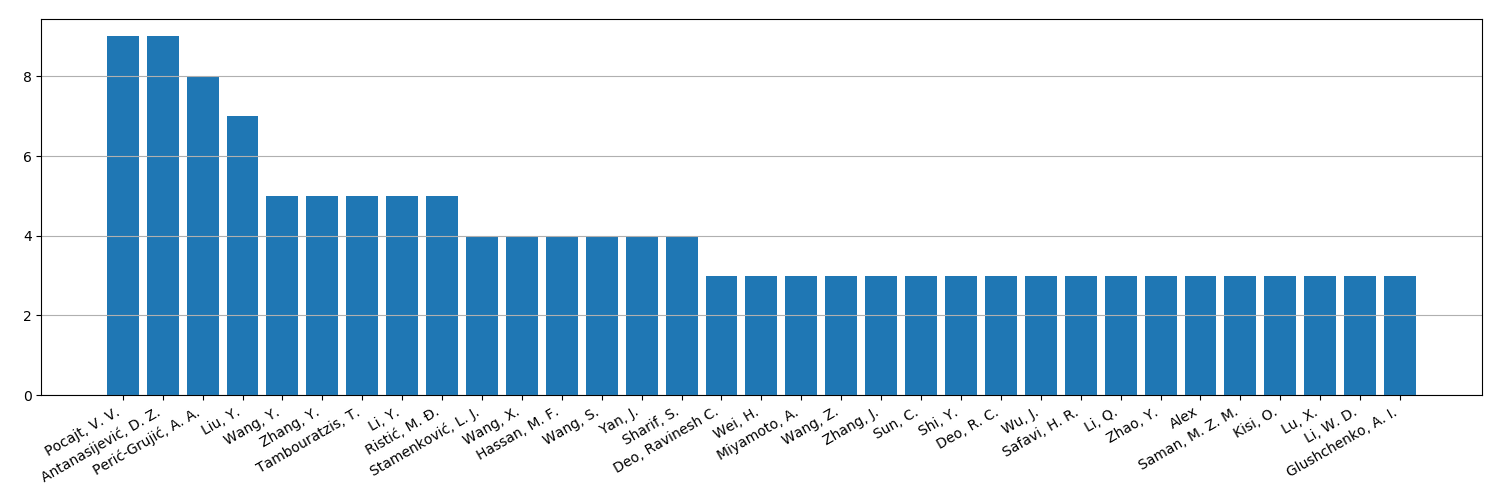 8
6
4
2
0
Pocajt, V. V.
Antanasijević, D. Z.
Perić-Grujić, A. A.
Liu, Y.
Wang, Y.
Zhang, Y.
Tambouratzis, T.
Li, Y.
Ristić, M. Đ.
Stamenković, L. J.
Wang, X.
Hassan, M. F.
Wang, S.
Yan, J.
Sharif, S.
Deo, Ravinesh C.
Wei, H.
Miyamoto, A.
Wang, Z.
Zhang, J.
Sun, C.
Shi, Y.
Deo, R. C.
Wu, J.
Safavi, H. R.
Li, Q.
Zhao, Y.
Alex
Saman, M. Z. M.
Kisi, O.
Lu, X.
Li, W. D.
Glushchenko, A. I.